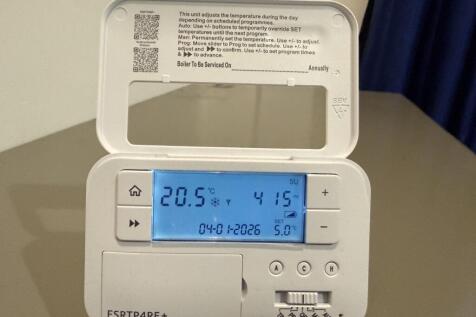 This unit adjusts the temperature during the day
depending on scheduled programmes.
Auto: Use +/- buttons to temporarily override SET
temperatures until the next program.
Man: Permanently set the temperature. Use +/- to adjust.
Prog: Move slider to Prog to set schedule. Use +/- to
adjust and ▶▶ to confirm. Use +/- to set program times
& ▶▶ to advance.
Boiler To Be Serviced On Annually
SU
20.5°C 4 15
SET
04-01-2026 5.0°C
+
-
A C H
ESRTP4RF+